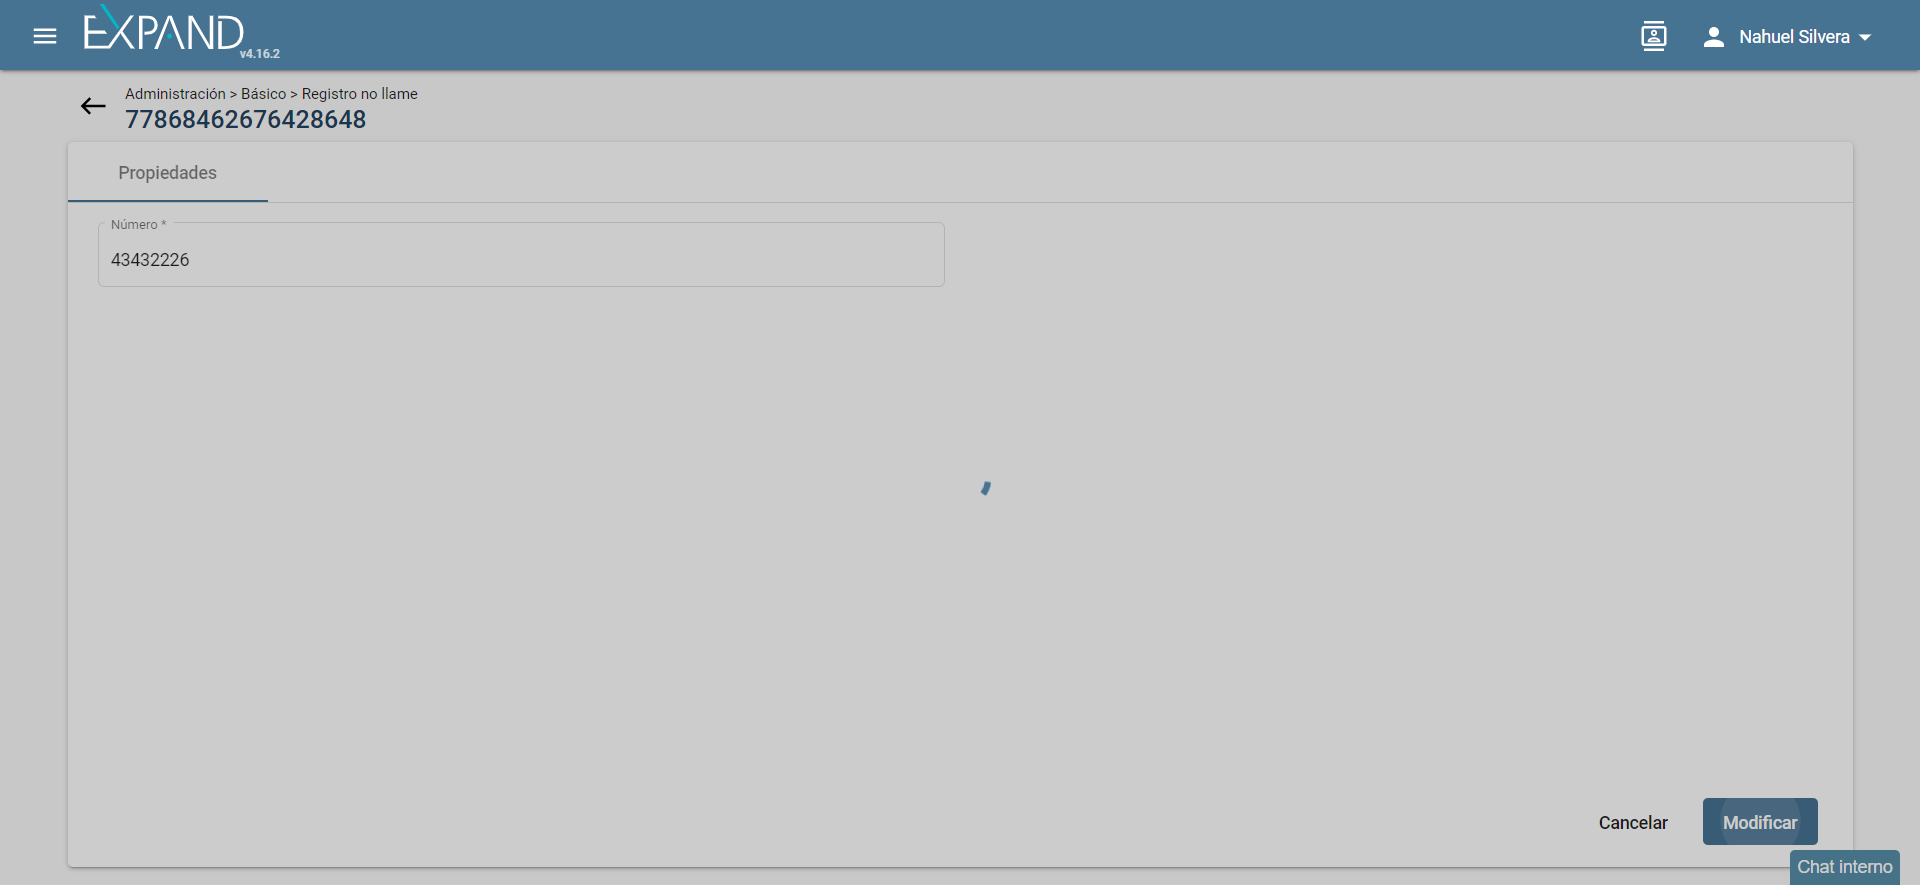 EXPAND
v4.16.2
Nahuel Silvera
Administración > Básico > Registro no llame
77868462676428648
Propiedades
Número *
43432226
Cancelar
Modificar
Chat interno